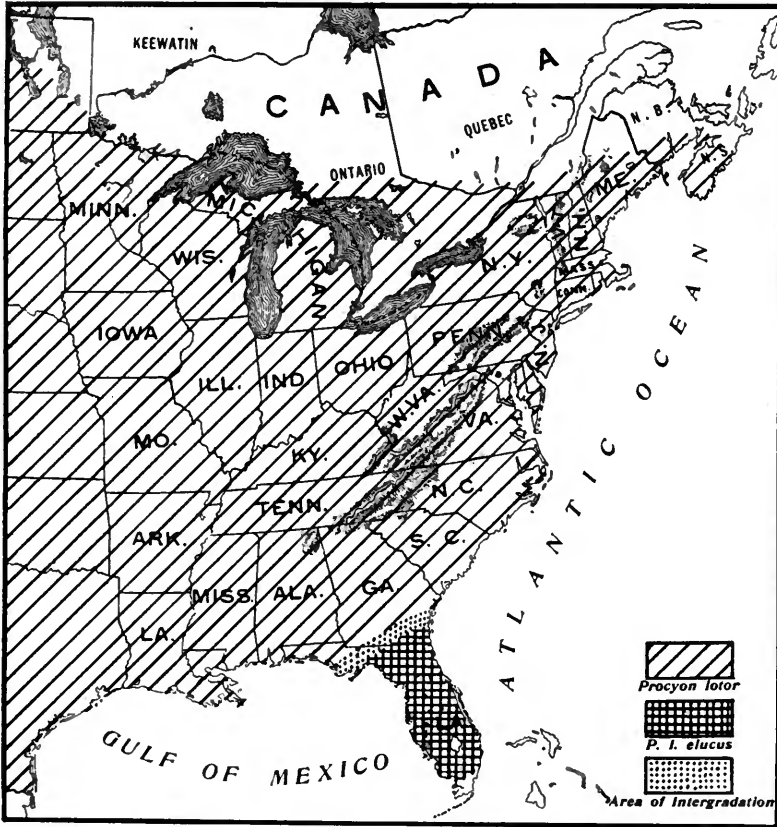 KEEWATIN
CANADA
QUEBEC
N.B.
ONTARIO
N.S.
ME.
MINN.
MICHIGAN
WIS.
N.Y.
MASS.
CONN.
IOWA
PENN.
N.J.
ILL.
IND
OHIO
W.VA.
VA.
MO.
KY.
TENN.
N.C.
ARK.
S. C.
MISS.
ALA.
GA.
LA.
ATLANTIC OCEAN
GULF OF MEXICO
Procyon lotor
P. l. elucus
Area of Intergradation